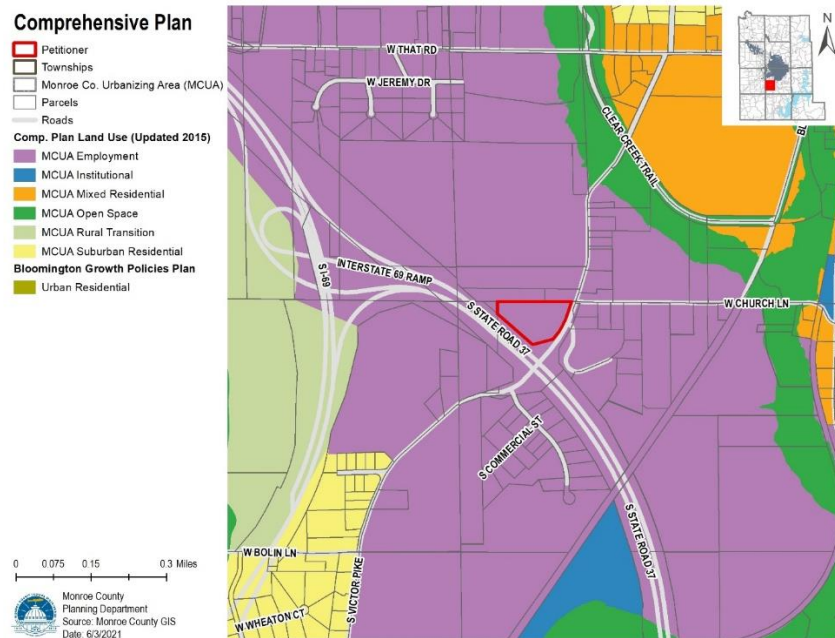 Comprehensive Plan
Petitioner
Townships
Monroe Co. Urbanizing Area (MCUA)
Parcels
Roads
Comp. Plan Land Use (Updated 2015)
MCUA Employment
MCUA Institutional
MCUA Mixed Residential
MCUA Open Space
MCUA Rural Transition
MCUA Suburban Residential
Bloomington Growth Policies Plan
Urban Residential
0 0.075 0.15 0.3 Miles
Monroe County
Planning Department
Source: Monroe County GIS
Date: 6/3/2021
N
W THAT RD
W JEREMY DR
CLEAR CREEK TRAIL
S I-69
INTERSTATE 69 RAMP
S STATE ROAD 37
W CHURCH LN
S COMMERCIAL ST
S STATE ROAD 37
W BOLIN LN
S VICTOR PIKE
W WHEATON CT